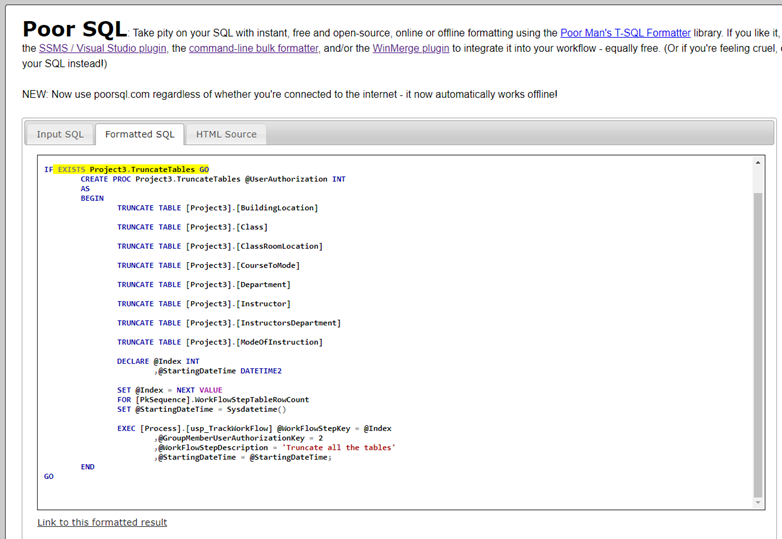 Poor SQL: Take pity on your SQL with instant, free and open-source, online or offline formatting using the Poor Man's T-SQL Formatter library. If you like it,
the SSMS / Visual Studio plugin, the command-line bulk formatter, and/or the WinMerge plugin to integrate it into your workflow - equally free. (Or if you're feeling cruel,
your SQL instead!)
NEW: Now use poorsql.com regardless of whether you're connected to the internet - it now automatically works offline!
Input SQL Formatted SQL HTML Source
IF EXISTS Project3.TruncateTables GO
CREATE PROC Project3.TruncateTables @UserAuthorization INT
AS
BEGIN
TRUNCATE TABLE [Project3].[BuildingLocation]
TRUNCATE TABLE [Project3].[Class]
TRUNCATE TABLE [Project3].[ClassRoomLocation]
TRUNCATE TABLE [Project3].[CourseToMode]
TRUNCATE TABLE [Project3].[Department]
TRUNCATE TABLE [Project3].[Instructor]
TRUNCATE TABLE [Project3].[InstructorsDepartment]
TRUNCATE TABLE [Project3].[ModeOfInstruction]
DECLARE @Index INT
,@StartingDateTime DATETIME2
SET @Index = NEXT VALUE
FOR [PkSequence].WorkFlowStepTableRowCount
SET @StartingDateTime = Sysdatetime()
EXEC [Process].[usp_TrackWorkFlow] @WorkFlowStepKey = @Index
,@GroupMemberUserAuthorizationKey = 2
,@WorkFlowStepDescription = 'Truncate all the tables'
,@StartingDateTime = @StartingDateTime;
END
GO
Link to this formatted result